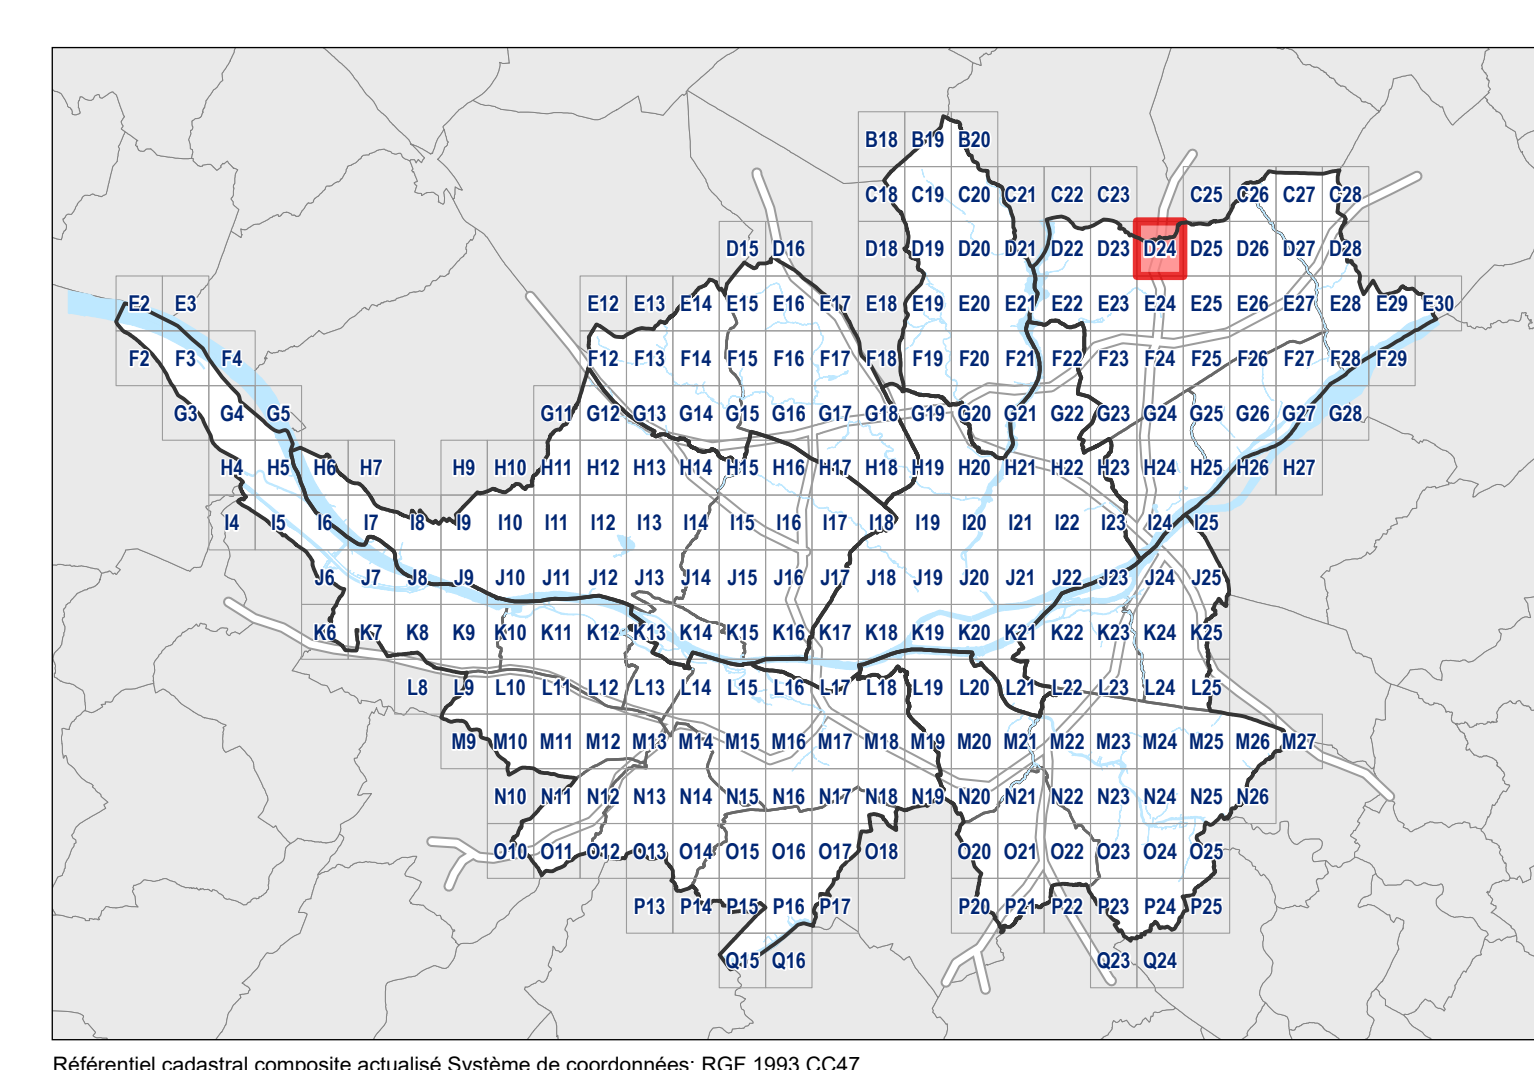 B18 B19 B20
C18 C19 C20 C21 C22 C23 C25 C26 C27 C28
D15 D16 D18 D19 D20 D21 D22 D23 D24 D25 D26 D27 D28
E2 E3 E12 E13 E14 E15 E16 E17 E18 E19 E20 E21 E22 E23 E24 E25 E26 E27 E28 E29 E30
F2 F3 F4 F12 F13 F14 F15 F16 F17 F18 F19 F20 F21 F22 F23 F24 F25 F26 F27 F28 F29
G3 G4 G5 G11 G12 G13 G14 G15 G16 G17 G18 G19 G20 G21 G22 G23 G24 G25 G26 G27 G28
H4 H5 H6 H7 H9 H10 H11 H12 H13 H14 H15 H16 H17 H18 H19 H20 H21 H22 H23 H24 H25 H26 H27
I4 I5 I6 I7 I8 I9 I10 I11 I12 I13 I14 I15 I16 I17 I18 I19 I20 I21 I22 I23 I24 I25
J6 J7 J8 J9 J10 J11 J12 J13 J14 J15 J16 J17 J18 J19 J20 J21 J22 J23 J24 J25
K6 K7 K8 K9 K10 K11 K12 K13 K14 K15 K16 K17 K18 K19 K20 K21 K22 K23 K24 K25
L8 L9 L10 L11 L12 L13 L14 L15 L16 L17 L18 L19 L20 L21 L22 L23 L24 L25
M9 M10 M11 M12 M13 M14 M15 M16 M17 M18 M19 M20 M21 M22 M23 M24 M25 M26 M27
N10 N11 N12 N13 N14 N15 N16 N17 N18 N19 N20 N21 N22 N23 N24 N25 N26
O10 O11 O12 O13 O14 O15 O16 O17 O18 O20 O21 O22 O23 O24 O25
P13 P14 P15 P16 P17 P20 P21 P22 P23 P24 P25
Q15 Q16 Q23 Q24
Référentiel cadastral composite actualisé Système de coordonnées: RGF 1993 CC47